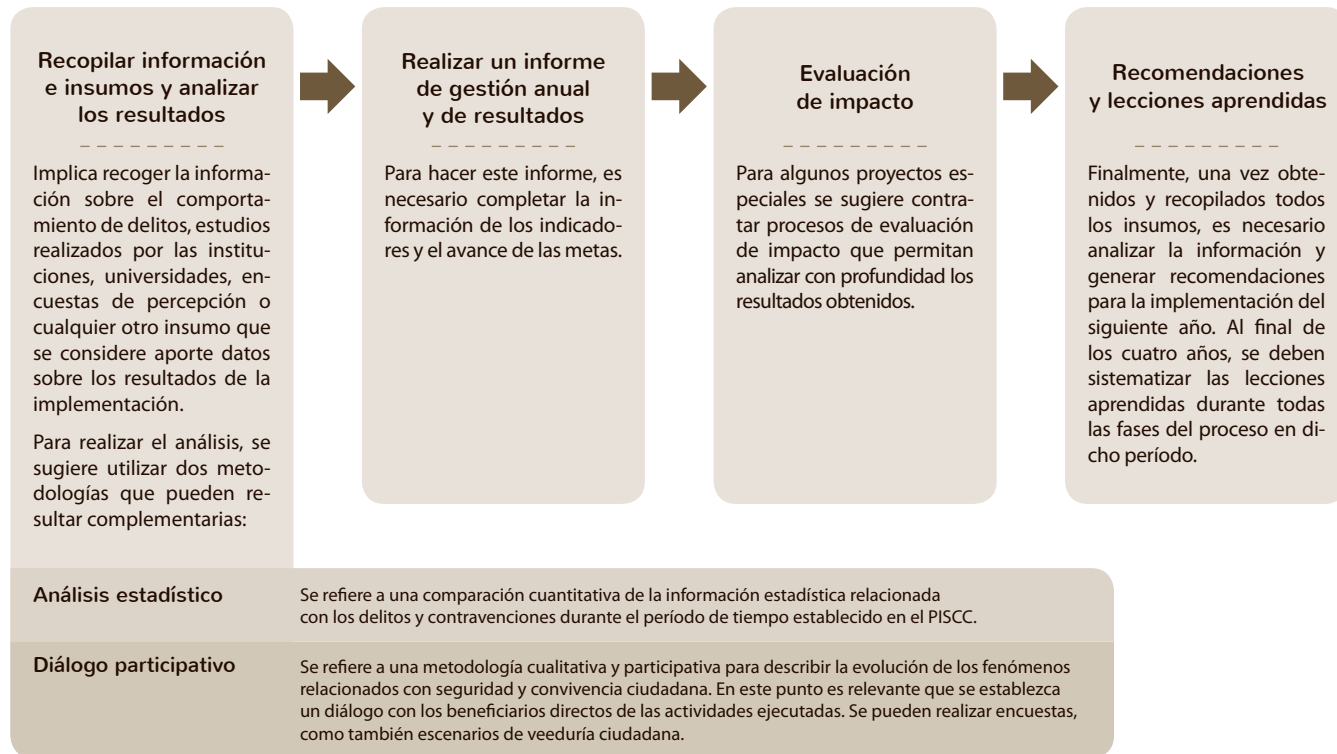 Recopilar información
e insumos y analizar
los resultados
Implica recoger la informa-
ción sobre el comporta-
miento de delitos, estudios
realizados por las institu-
ciones, universidades, en-
cuestas de percepción o
cualquier otro insumo que
se considere aporte datos
sobre los resultados de la
implementación.
Para realizar el análisis, se
sugiere utilizar dos meto-
dologías que pueden re-
sultar complementarias:
Realizar un informe
de gestión anual
y de resultados
Para hacer este informe, es
necesario completar la in-
formación de los indicado-
res y el avance de las metas.
Evaluación
de impacto
Para algunos proyectos es-
peciales se sugiere contra-
tar procesos de evaluación
de impacto que permitan
analizar con profundidad los
resultados obtenidos.
Recomendaciones
y lecciones aprendidas
Finalmente, una vez obte-
nidos y recopilados todos
los insumos, es necesario
analizar la información y
generar recomendaciones
para la implementación del
siguiente año. Al final de
los cuatro años, se deben
sistematizar las lecciones
aprendidas durante todas
las fases del proceso en di-
cho período.
Análisis estadístico
Se refiere a una comparación cuantitativa de la información estadística relacionada
con los delitos y contravenciones durante el período de tiempo establecido en el PISCC.
Diálogo participativo
Se refiere a una metodología cualitativa y participativa para describir la evolución de los fenómenos
relacionados con seguridad y convivencia ciudadana. En este punto es relevante que se establezca
un diálogo con los beneficiarios directos de las actividades ejecutadas. Se pueden realizar encuestas,
como también escenarios de veeduría ciudadana.